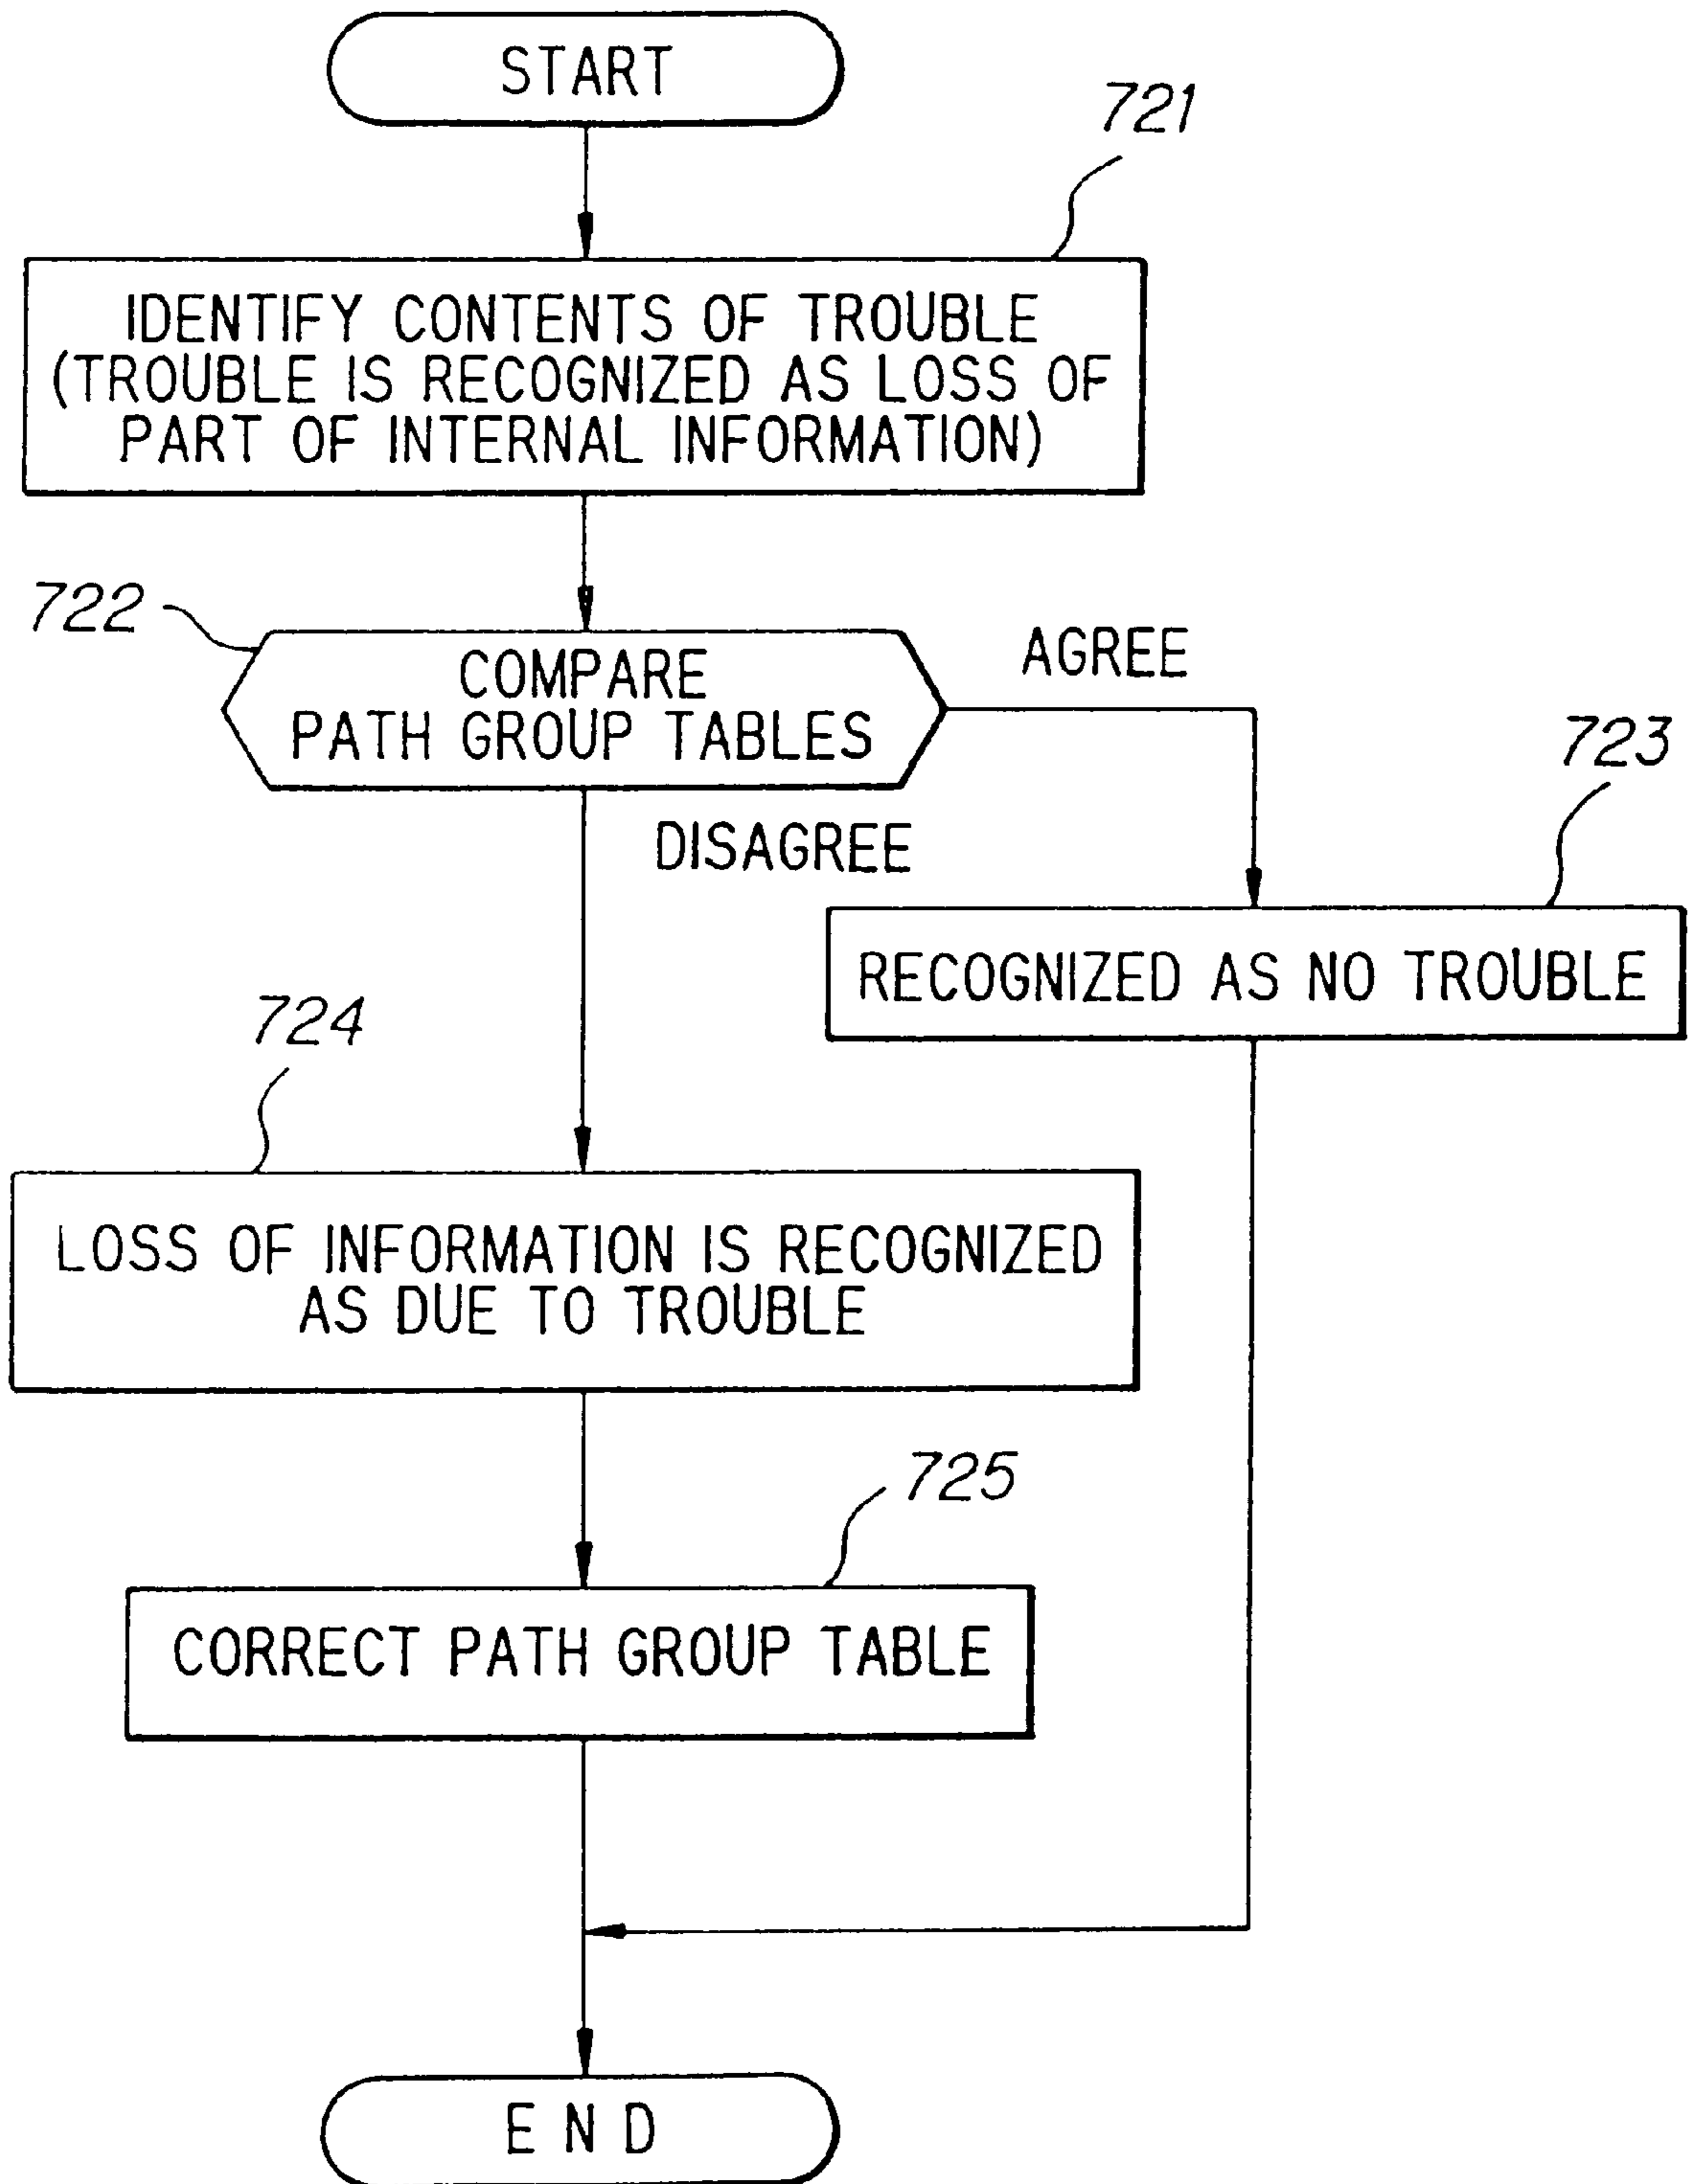 START
721
IDENTIFY CONTENTS OF TROUBLE
(TROUBLE IS RECOGNIZED AS LOSS OF
PART OF INTERNAL INFORMATION)
722
COMPARE
PATH GROUP TABLES
AGREE
DISAGREE
723
RECOGNIZED AS NO TROUBLE
724
LOSS OF INFORMATION IS RECOGNIZED
AS DUE TO TROUBLE
725
CORRECT PATH GROUP TABLE
END